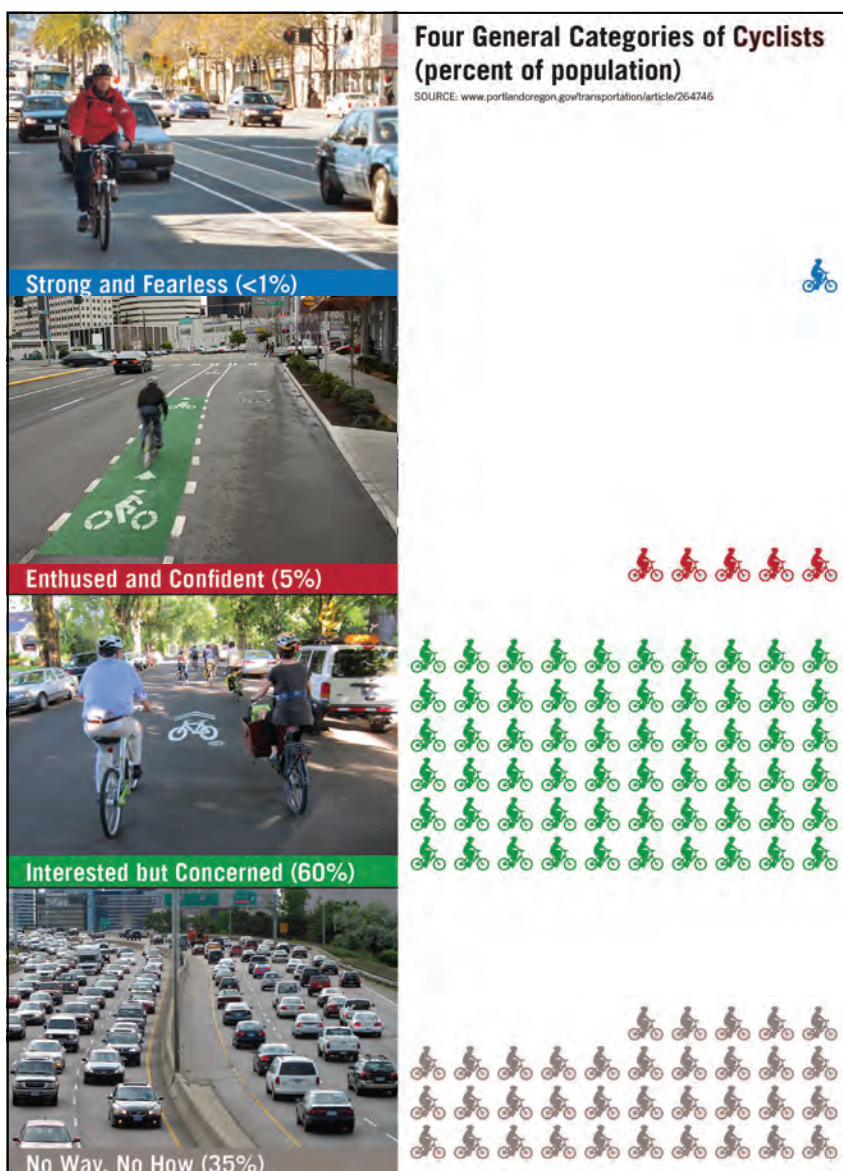 Four General Categories of Cyclists
(percent of population)
SOURCE: www.portlandoregon.gov/transportation/article/264746
Strong and Fearless (<1%)
Enthused and Confident (5%)
Interested but Concerned (60%)
No Way, No How (35%)